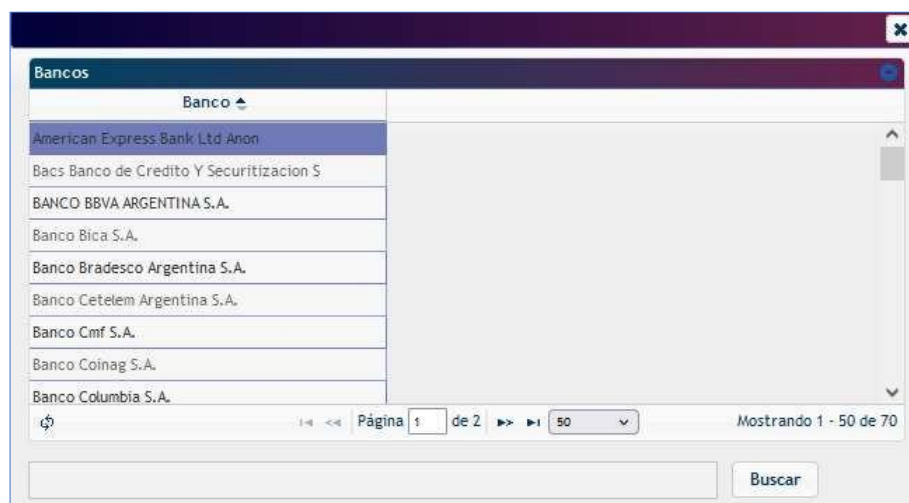 Bancos
Banco
American Express Bank Ltd Anon
Bacs Banco de Credito Y Securitizacion S
BANCO BBVA ARGENTINA S.A.
Banco Bica S.A.
Banco Bradesco Argentina S.A.
Banco Cetelem Argentina S.A.
Banco Cmf S.A.
Banco Coinag S.A.
Banco Columbia S.A.
Página 1 de 2 50 Mostrando 1 - 50 de 70
Buscar